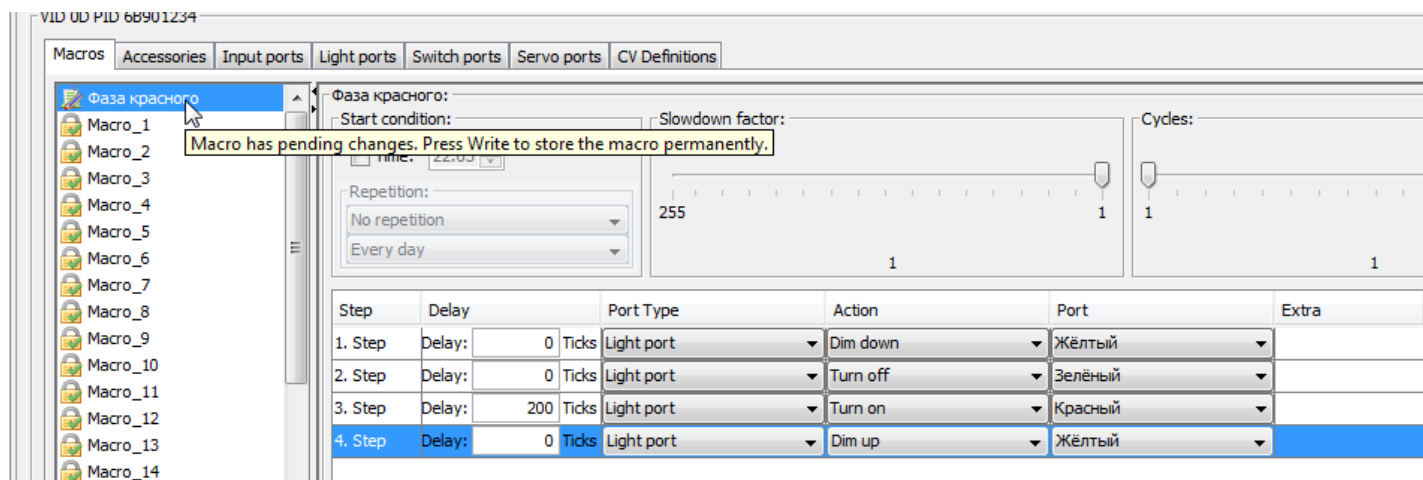 VID 0D PID 6B901234
Macros Accessories Input ports Light ports Switch ports Servo ports CV Definitions
Фаза красного
Macro_1
Macro_2
Macro_3
Macro_4
Macro_5
Macro_6
Macro_7
Macro_8
Macro_9
Macro_10
Macro_11
Macro_12
Macro_13
Macro_14
Macro has pending changes. Press Write to store the macro permanently.
Фаза красного:
Start condition:
Time:
Repetition:
No repetition
Every day
Slowdown factor:
255 1
1
Cycles:
1
1
Step Delay Port Type Action Port Extra
1. Step Delay: 0 Ticks Light port Dim down Жёлтый
2. Step Delay: 0 Ticks Light port Turn off Зелёный
3. Step Delay: 200 Ticks Light port Turn on Красный
4. Step Delay: 0 Ticks Light port Dim up Жёлтый